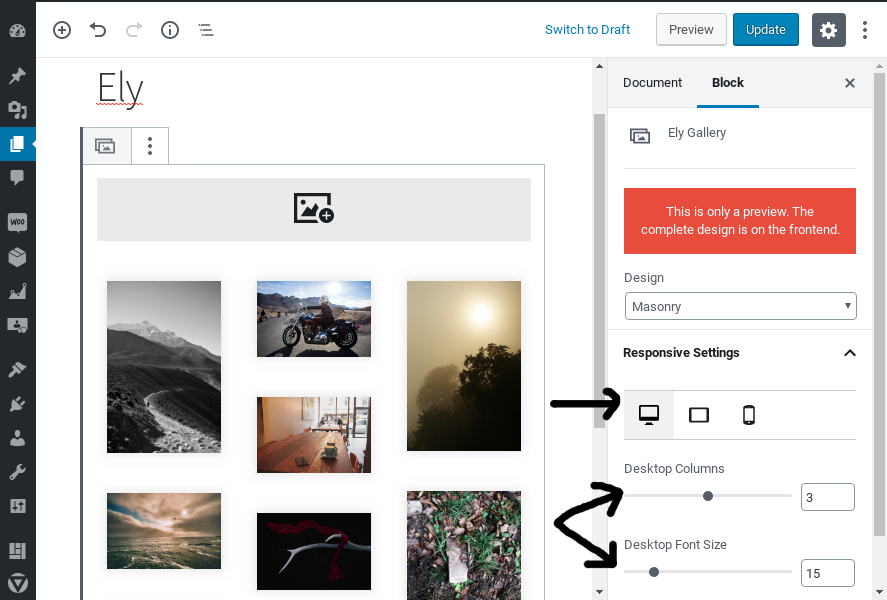 Switch to Draft
Preview
Update
Ely
Document
Block
Ely Gallery
This is only a preview. The
complete design is on the frontend.
Design
Masonry
Responsive Settings
Desktop Columns
3
Desktop Font Size
15
WOO